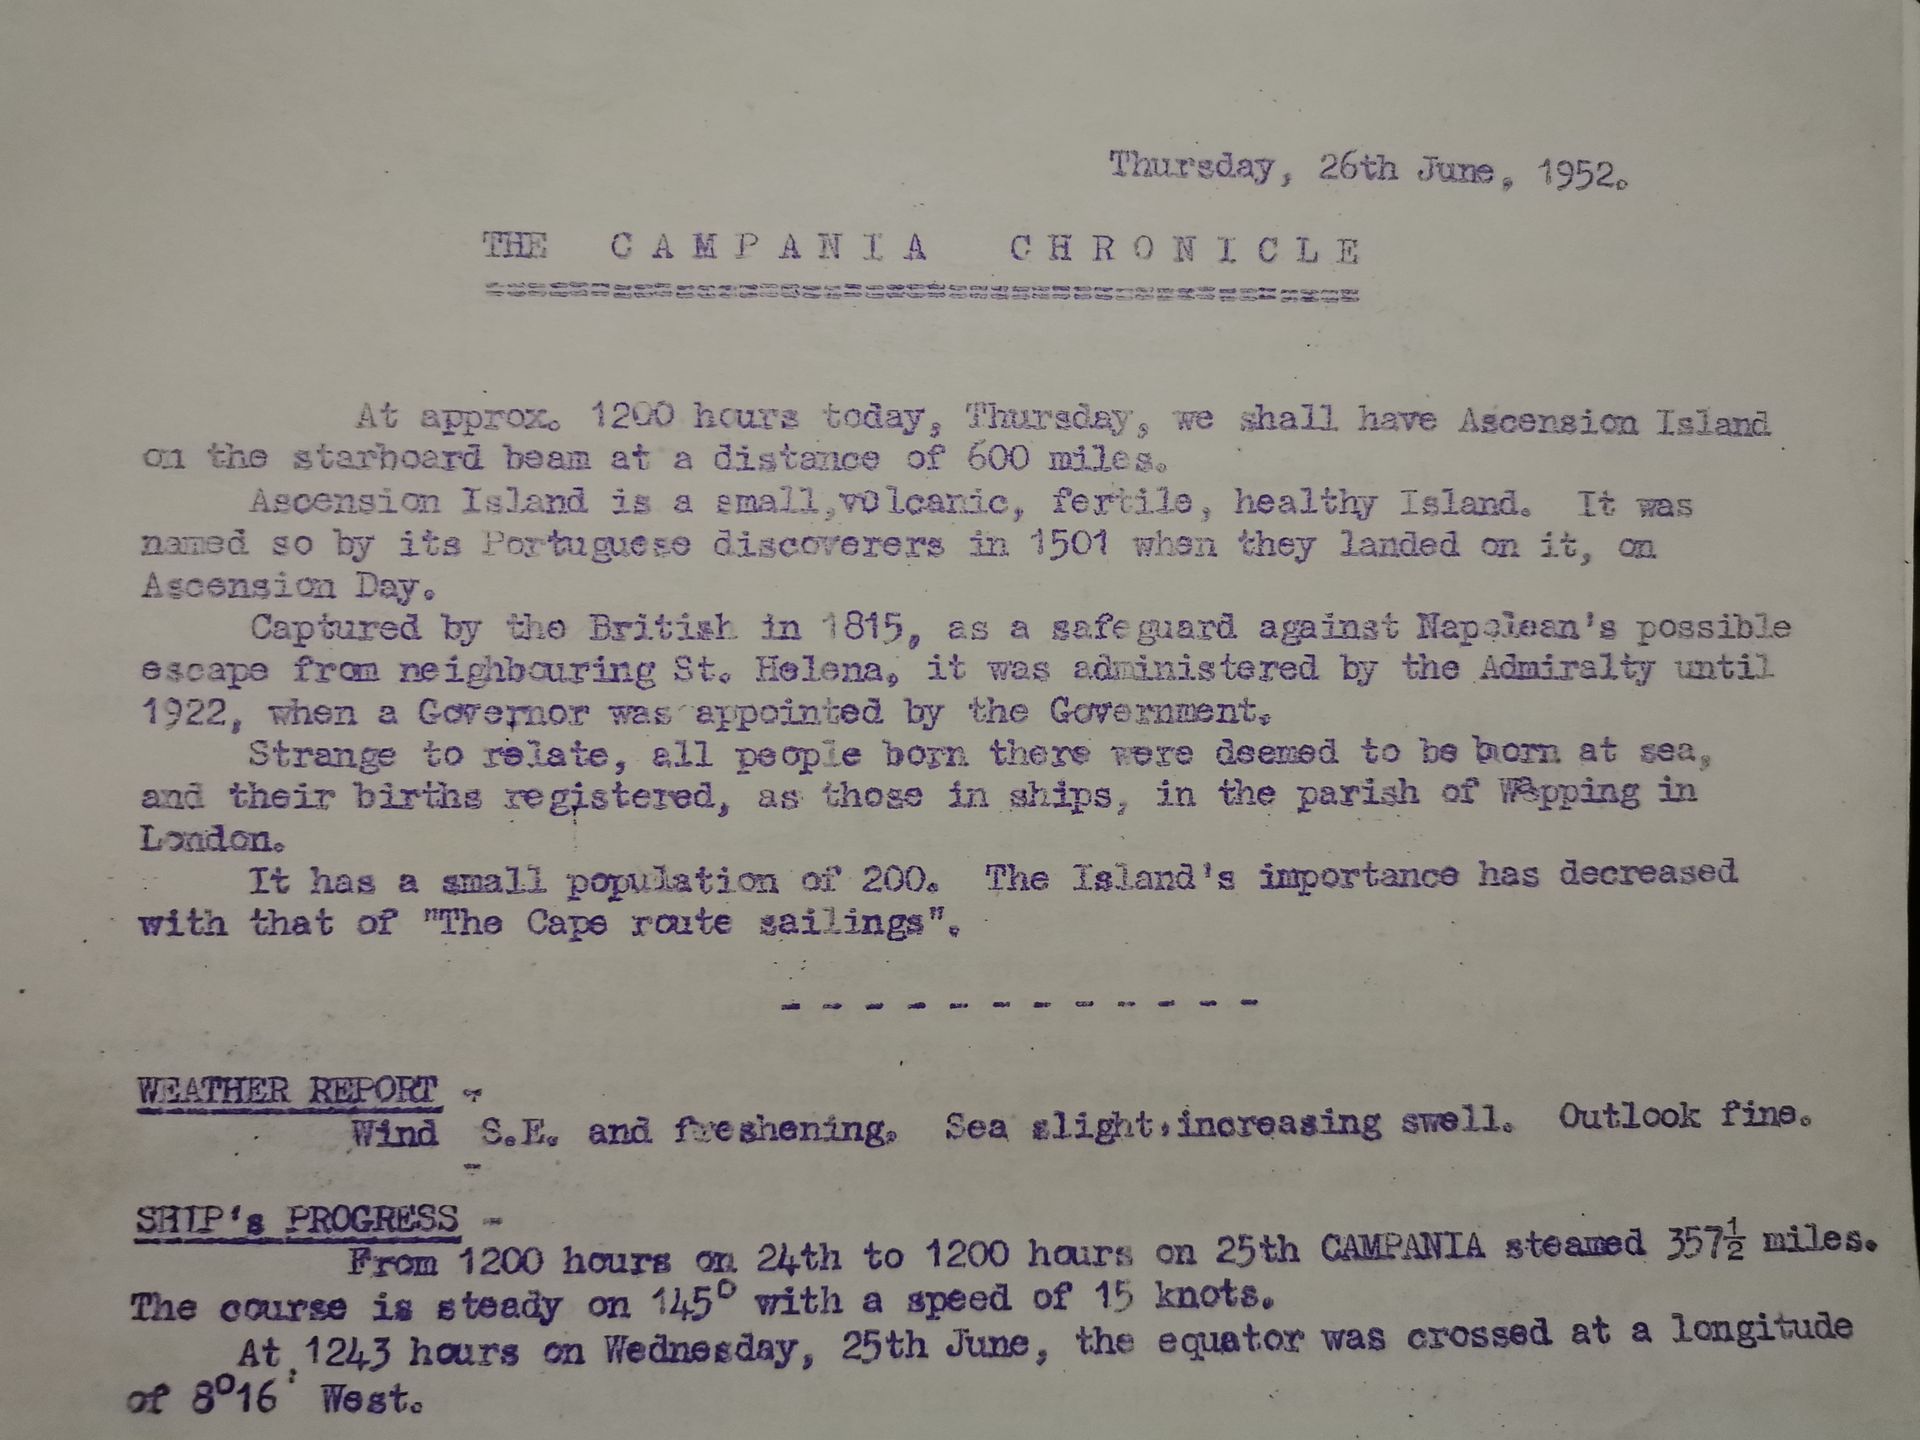 Thursday, 26th June, 1952.
THE CAMPANIA CHRONICLE
At approx. 1200 hours today, Thursday, we shall have Ascension Island
on the starboard beam at a distance of 600 miles.
Ascension Island is a small,volcanic, fertile, healthy Island. It was
named so by its Portuguese discoverers in 1501 when they landed on it, on
Ascension Day.
Captured by the British in 1815, as a safeguard against Napolean's possible
escape from neighbouring St. Helena, it was administered by the Admiralty until
1922, when a Governor was appointed by the Government.
Strange to relate, all people born there were deemed to be born at sea,
and their births registered, as those in ships, in the parish of Wapping in
London.
It has a small population of 200. The Island's importance has decreased
with that of "The Cape route sailings".
- - - - - - - - - - - -
WEATHER REPORT -
Wind S.E. and freshening. Sea slight,increasing swell. Outlook fine.
-
SHIP's PROGRESS -
From 1200 hours on 24th to 1200 hours on 25th CAMPANIA steamed 357½ miles.
The course is steady on 145° with a speed of 15 knots.
At 1243 hours on Wednesday, 25th June, the equator was crossed at a longitude
of 8°16' West.